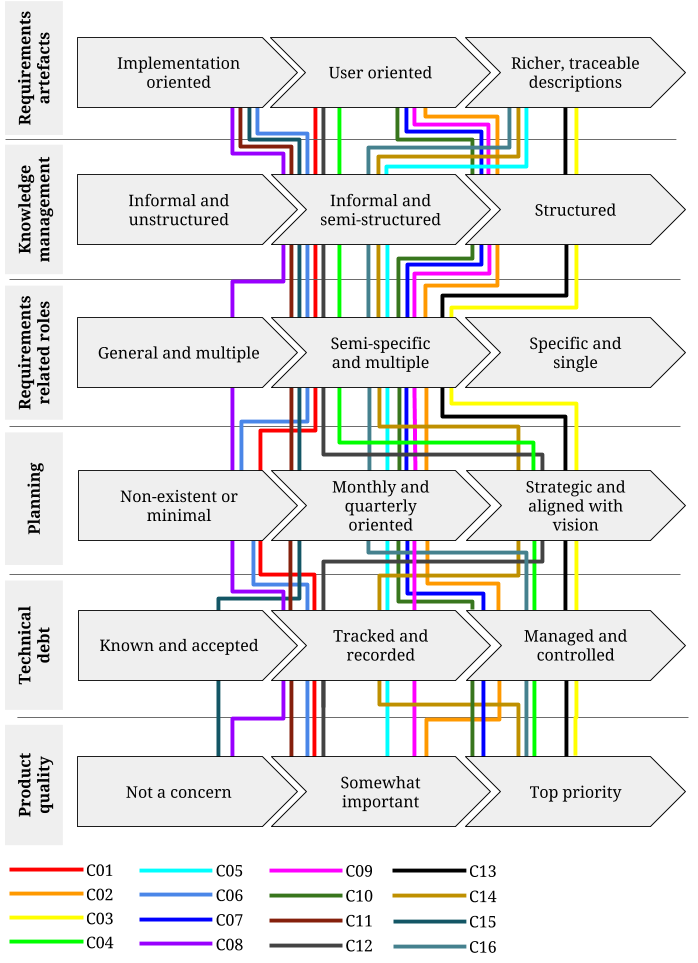 Requirements
artefacts
Implementation
oriented
User oriented
Richer, traceable
descriptions
Knowledge
management
Informal and
unstructured
Informal and
semi-structured
Structured
Requirements
related roles
General and multiple
Semi-specific
and multiple
Specific and
single
Planning
Non-existent or
minimal
Monthly and
quarterly
oriented
Strategic and
aligned with
vision
Technical
debt
Known and accepted
Tracked and
recorded
Managed and
controlled
Product
quality
Not a concern
Somewhat
important
Top priority
C01
C02
C03
C04
C05
C06
C07
C08
C09
C10
C11
C12
C13
C14
C15
C16